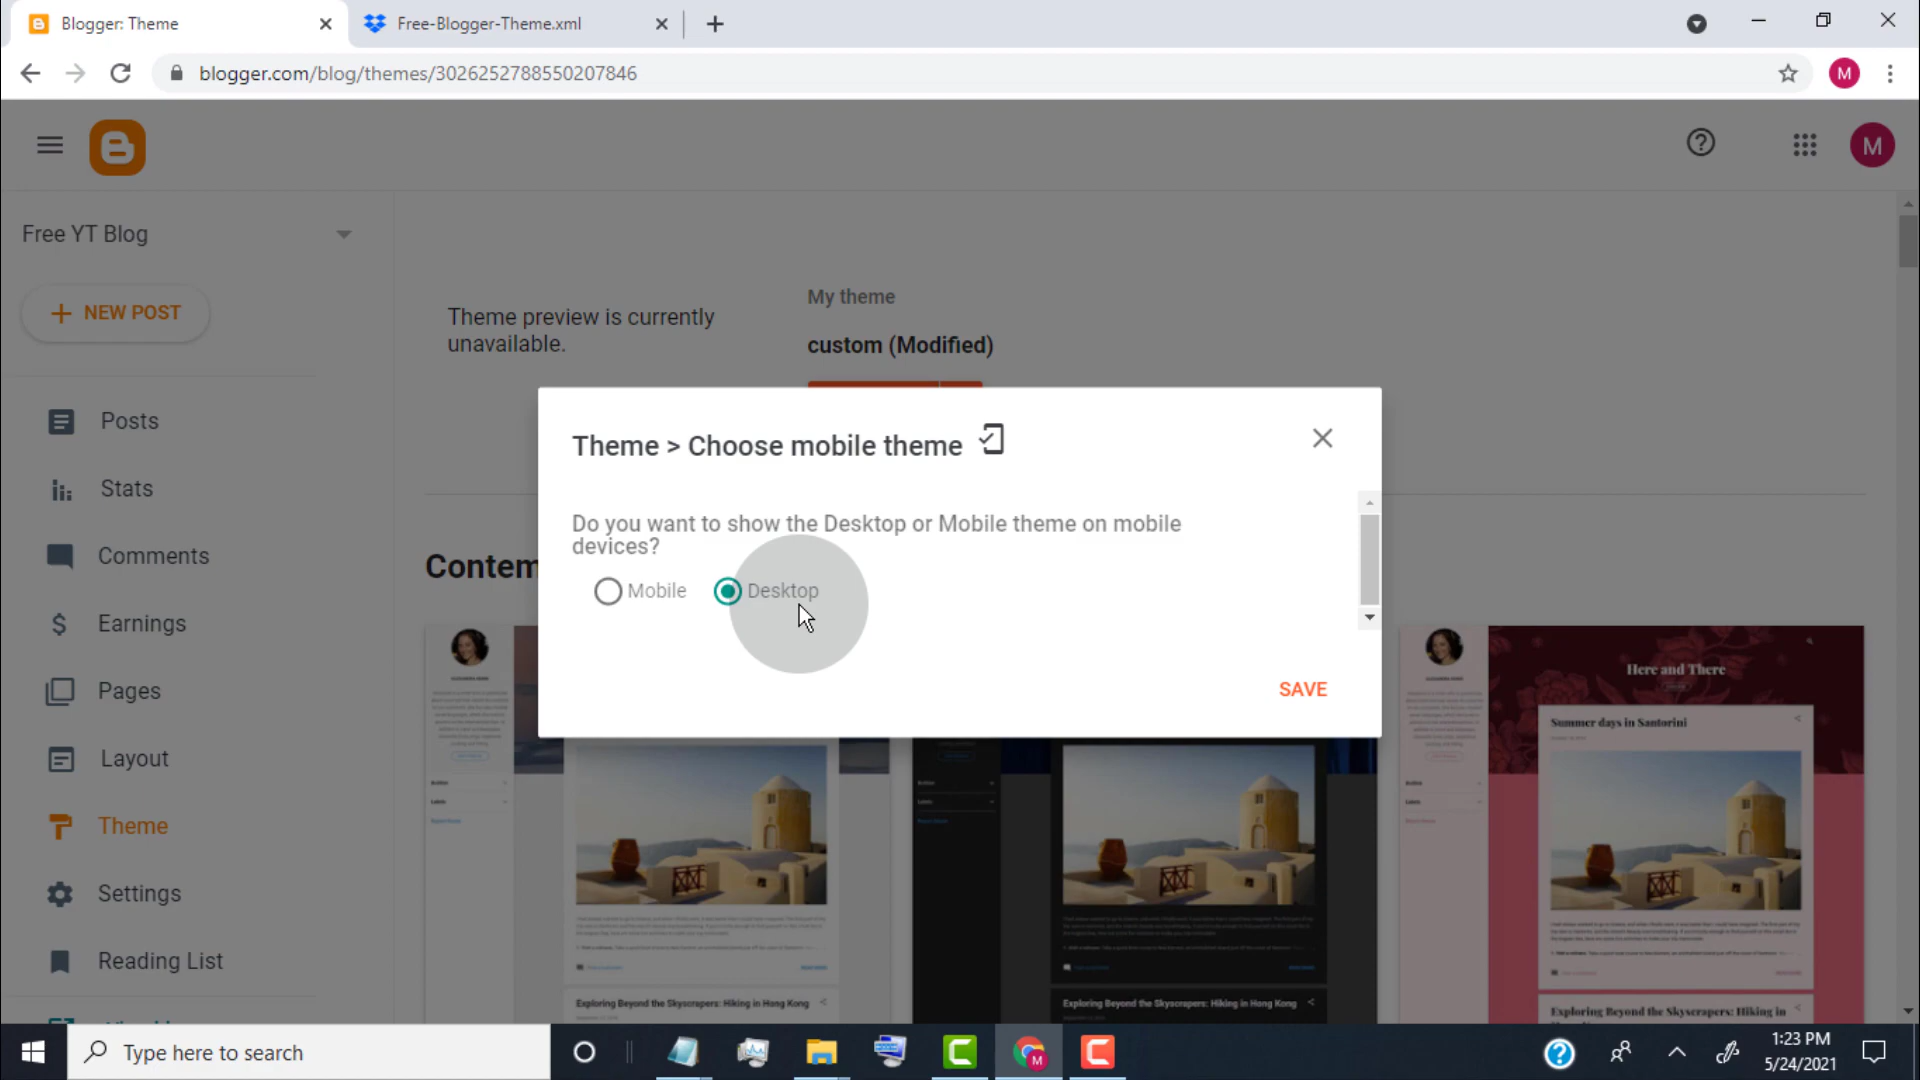 Blogger: Theme
Free-Blogger-Theme.xml
blogger.com/blog/themes/3026252788550207846
M
M
Free YT Blog
NEW POST
My theme
Theme preview is currently
unavailable.
custom (Modified)
Posts
Stats
Comments
Earnings
Pages
Layout
Theme
Settings
Reading List
Contem
Theme > Choose mobile theme
Do you want to show the Desktop or Mobile theme on mobile
devices?
Mobile
Desktop
SAVE
Here and There
Summer days in Santorini
Exploring Beyond the Skyscrapers: Hiking in Hong Kong
Exploring Beyond the Skyscrapers: Hiking in Hong Kong
Exploring Beyond the Skyscrapers: Hiking in
Type here to search
M
1:23 PM
5/24/2021